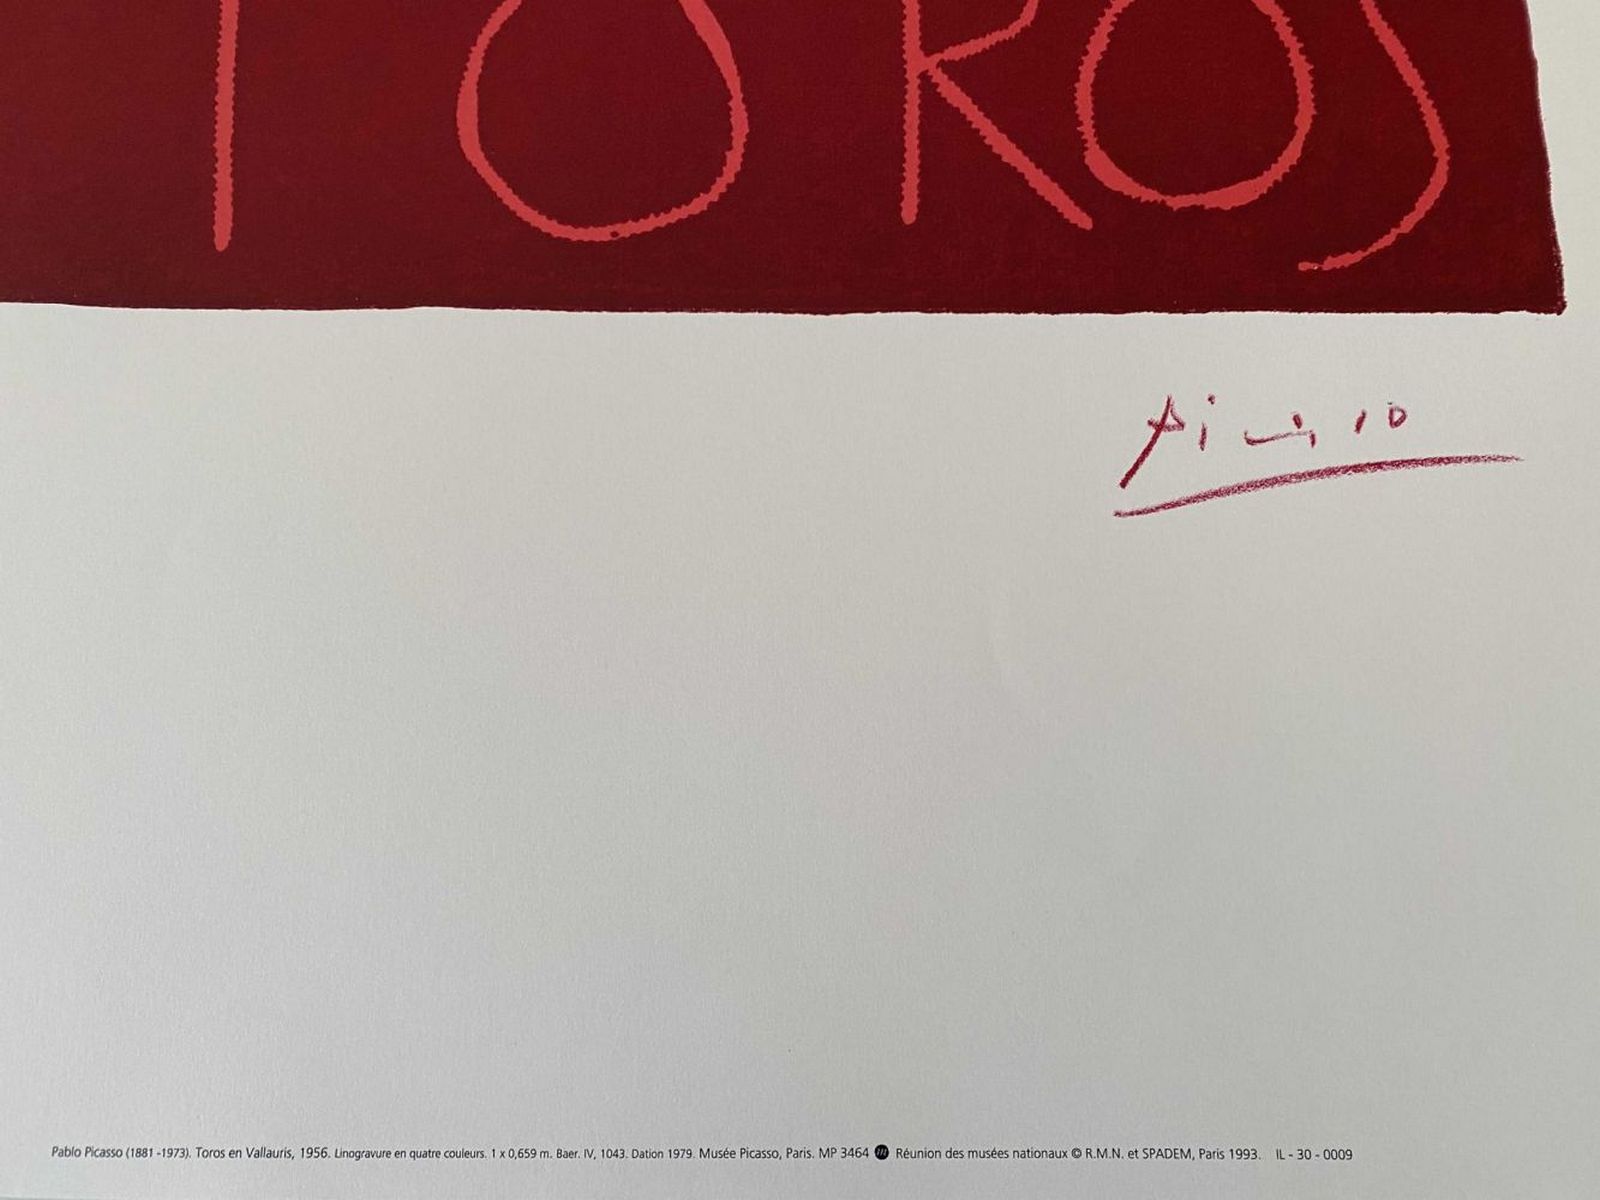 TOROS
Picasso
Pablo Picasso (1881 -1973). Toros en Vallauris, 1956. Linogravure en quatre couleurs. 1 x 0,659 m. Baer. IV, 1043. Dation 1979. Musée Picasso, Paris. MP 3464 m Réunion des musées nationaux © R.M.N. et SPADEM, Paris 1993. IL - 30 - 0009